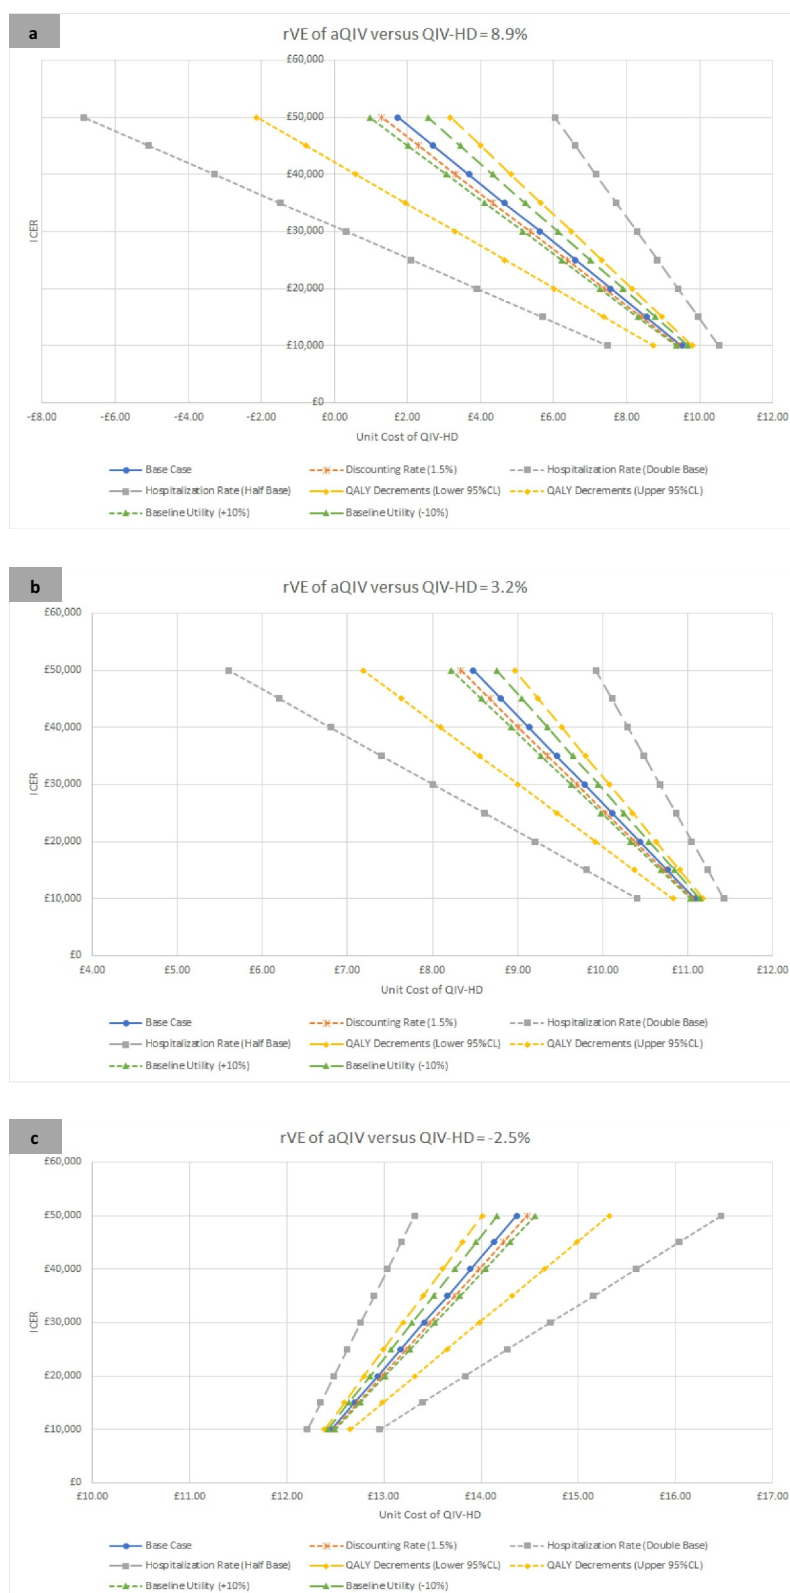 a
rVE of aQIV versus QIV-HD = 8.9%
£60,000
£50,000
£40,000
£30,000
£20,000
£10,000
£0
ICER
-£8.00 -£6.00 -£4.00 -£2.00 £0.00 £2.00 £4.00 £6.00 £8.00 £10.00 £12.00
Unit Cost of QIV-HD
Base Case Discounting Rate (1.5%) Hospitalization Rate (Double Base)
Hospitalization Rate (Half Base) QALY Decrements (Lower 95%CL) QALY Decrements (Upper 95%CL)
Baseline Utility (+10%) Baseline Utility (-10%)
b
rVE of aQIV versus QIV-HD = 3.2%
£60,000
£50,000
£40,000
£30,000
£20,000
£10,000
£0
ICER
£4.00 £5.00 £6.00 £7.00 £8.00 £9.00 £10.00 £11.00 £12.00
Unit Cost of QIV-HD
Base Case Discounting Rate (1.5%) Hospitalization Rate (Double Base)
Hospitalization Rate (Half Base) QALY Decrements (Lower 95%CL) QALY Decrements (Upper 95%CL)
Baseline Utility (+10%) Baseline Utility (-10%)
c
rVE of aQIV versus QIV-HD = -2.5%
£60,000
£50,000
£40,000
£30,000
£20,000
£10,000
£0
ICER
£10.00 £11.00 £12.00 £13.00 £14.00 £15.00 £16.00 £17.00
Unit Cost of QIV-HD
Base Case Discounting Rate (1.5%) Hospitalization Rate (Double Base)
Hospitalization Rate (Half Base) QALY Decrements (Lower 95%CL) QALY Decrements (Upper 95%CL)
Baseline Utility (+10%) Baseline Utility (-10%)